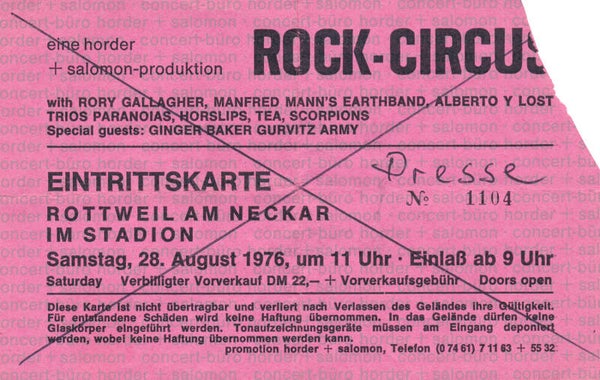 eine horder
+ salomon-produktion
ROCK-CIRCUS
with RORY GALLAGHER, MANFRED MANN'S EARTHBAND, ALBERTO Y LOST
TRIOS PARANOIAS, HORSLIPS, TEA, SCORPIONS
Special guests: GINGER BAKER GURVITZ ARMY
EINTRITTSKARTE
Presse
№ 1104
ROTTWEIL AM NECKAR
IM STADION
Samstag, 28. August 1976, um 11 Uhr · Einlaß ab 9 Uhr
Saturday Verbilligter Vorverkauf DM 22,— + Vorverkaufsgebühr Doors open
Diese Karte ist nicht übertragbar und verliert nach Verlassen des Geländes ihre Gültigkeit.
Für entstandene Schäden wird keine Haftung übernommen. In das Gelände dürfen keine
Glaskörper eingeführt werden. Tonaufzeichnungsgeräte müssen am Eingang deponiert
werden, wobei keine Haftung übernommen werden kann.
promotion horder + salomon, Telefon (0 74 61) 7 11 63 + 55 32